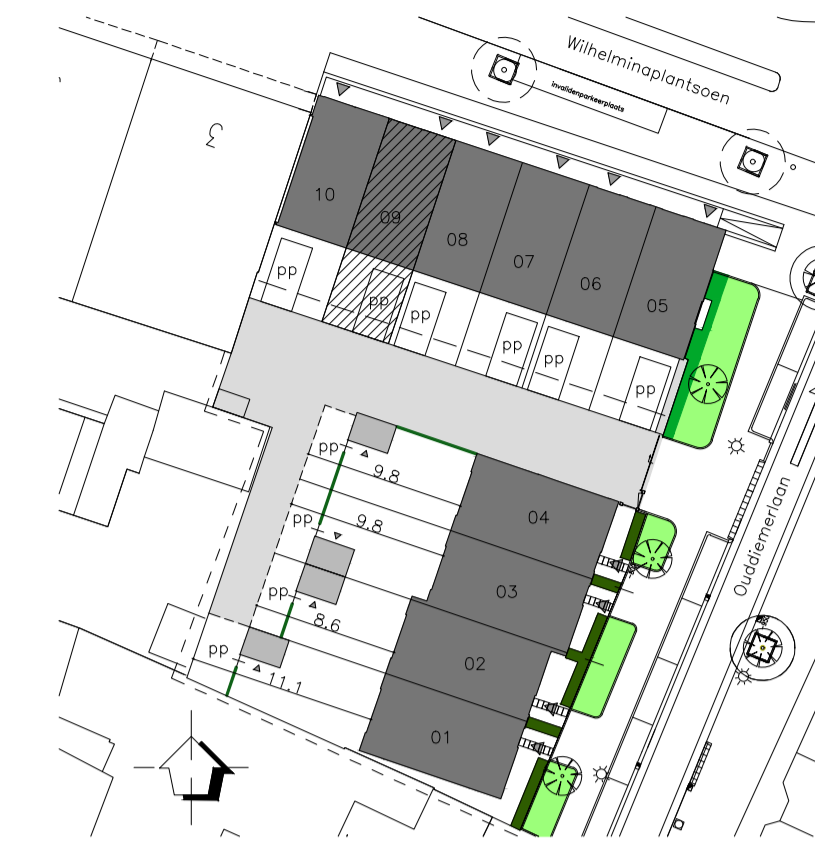 Wilhelminaplantsoen
invalidenparkeerplaats
3
10
09
08
07
06
05
pp
pp
pp
pp
pp
pp
pp
9.8
04
9.8
pp
03
Ouddiemerlaan
pp
8.6
02
pp
11.1
01